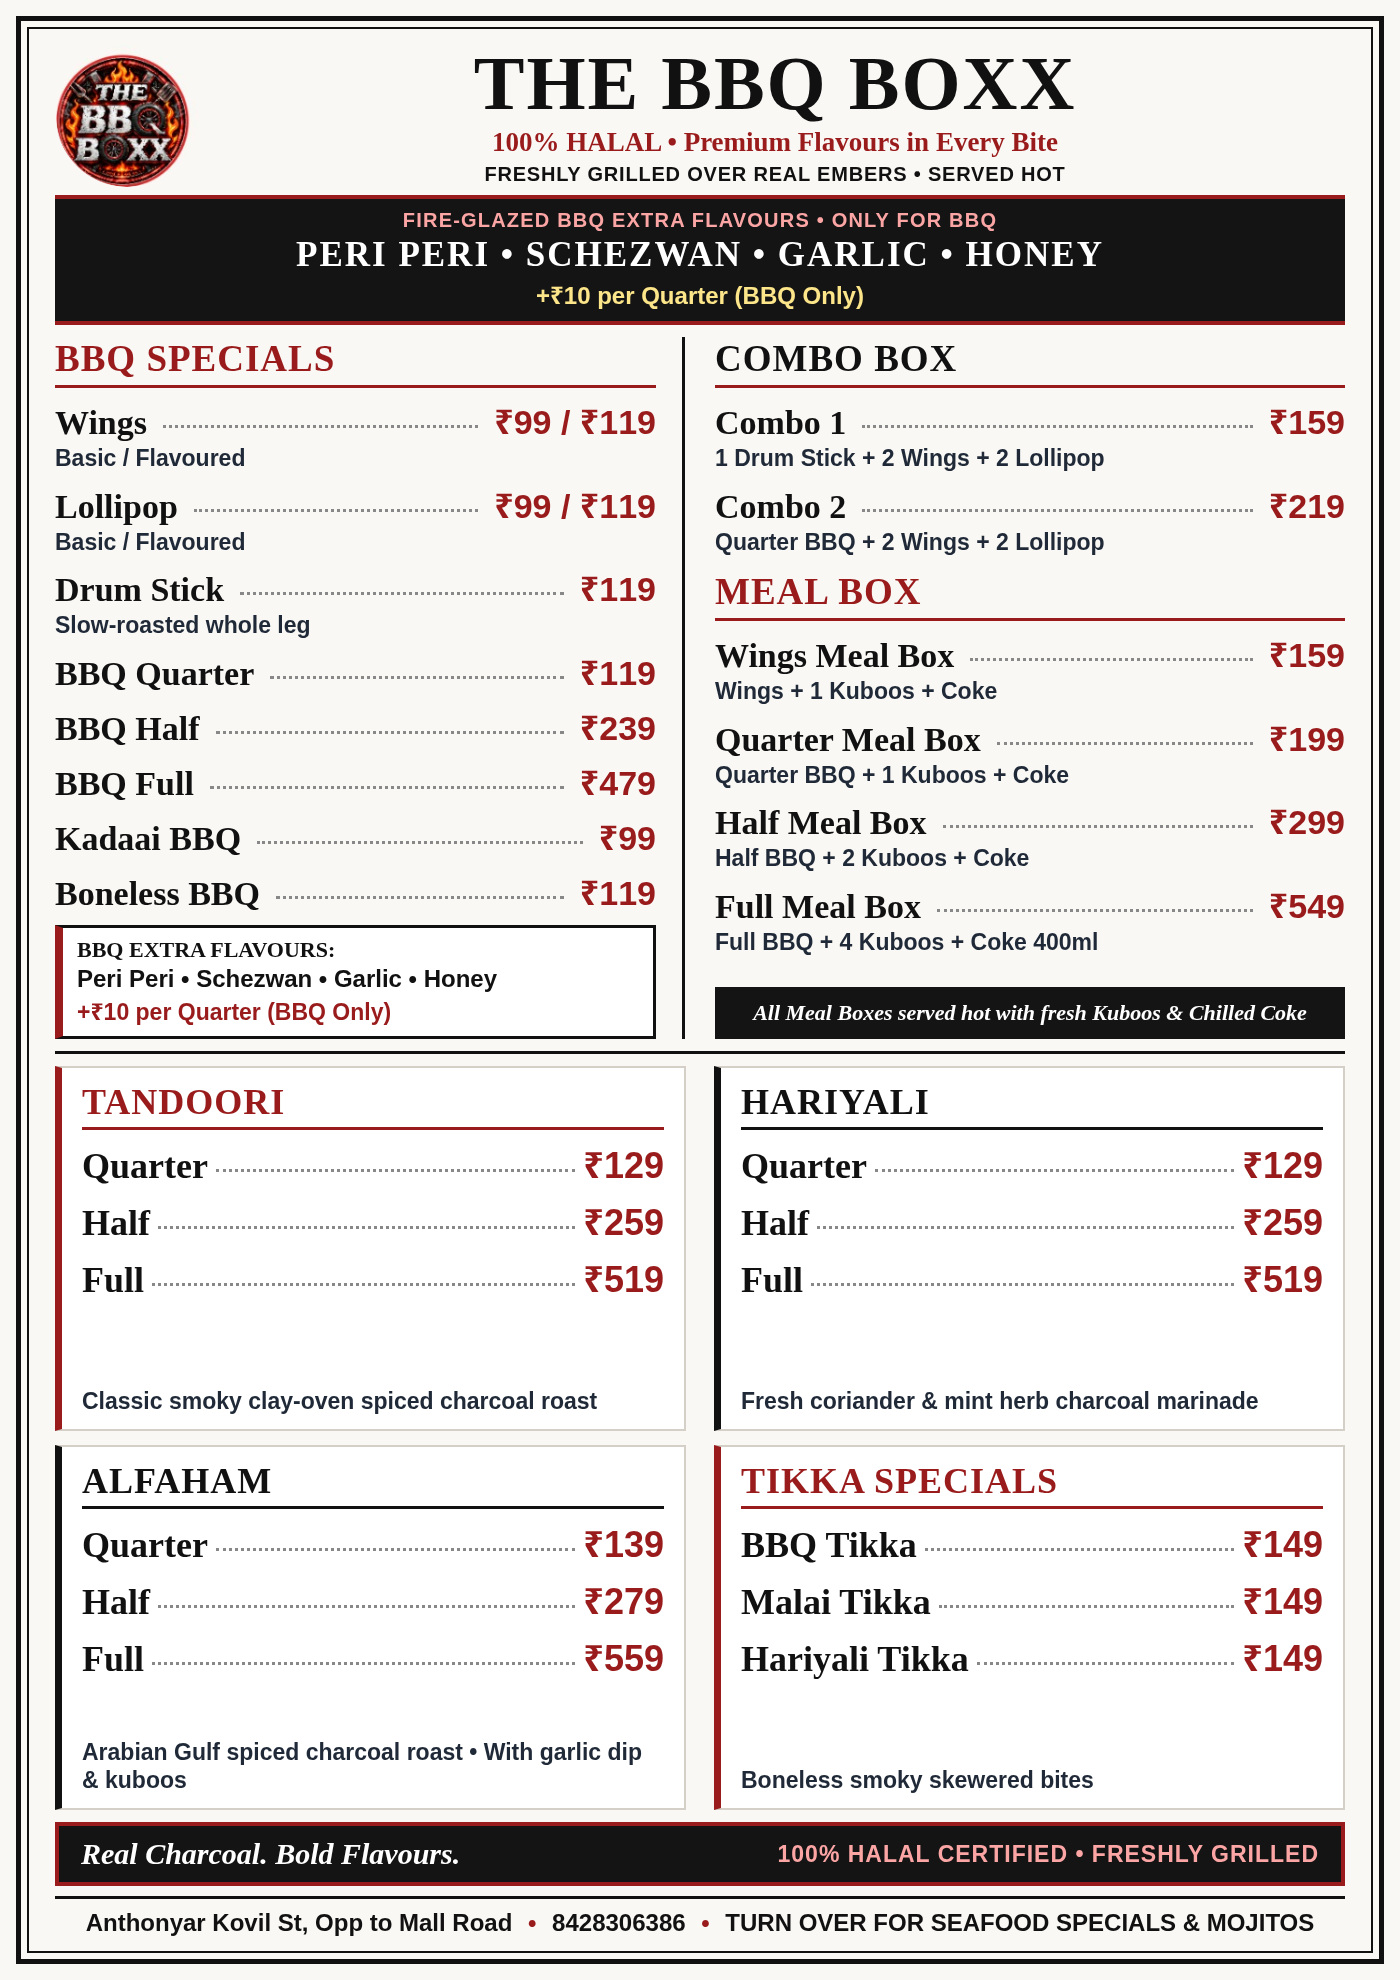 THE
BBQ
BOXX
THE BBQ BOXX
100% HALAL • Premium Flavours in Every Bite
FRESHLY GRILLED OVER REAL EMBERS • SERVED HOT
FIRE-GLAZED BBQ EXTRA FLAVOURS • ONLY FOR BBQ
PERI PERI • SCHEZWAN • GARLIC • HONEY
+₹10 per Quarter (BBQ Only)
BBQ SPECIALS
Wings ₹99 / ₹119
Basic / Flavoured
Lollipop ₹99 / ₹119
Basic / Flavoured
Drum Stick ₹119
Slow-roasted whole leg
BBQ Quarter ₹119
BBQ Half ₹239
BBQ Full ₹479
Kadaai BBQ ₹99
Boneless BBQ ₹119
BBQ EXTRA FLAVOURS:
Peri Peri • Schezwan • Garlic • Honey
+₹10 per Quarter (BBQ Only)
COMBO BOX
Combo 1 ₹159
1 Drum Stick + 2 Wings + 2 Lollipop
Combo 2 ₹219
Quarter BBQ + 2 Wings + 2 Lollipop
MEAL BOX
Wings Meal Box ₹159
Wings + 1 Kuboos + Coke
Quarter Meal Box ₹199
Quarter BBQ + 1 Kuboos + Coke
Half Meal Box ₹299
Half BBQ + 2 Kuboos + Coke
Full Meal Box ₹549
Full BBQ + 4 Kuboos + Coke 400ml
All Meal Boxes served hot with fresh Kuboos & Chilled Coke
TANDOORI
Quarter ₹129
Half ₹259
Full ₹519
Classic smoky clay-oven spiced charcoal roast
HARIYALI
Quarter ₹129
Half ₹259
Full ₹519
Fresh coriander & mint herb charcoal marinade
ALFAHAM
Quarter ₹139
Half ₹279
Full ₹559
Arabian Gulf spiced charcoal roast • With garlic dip
& kuboos
TIKKA SPECIALS
BBQ Tikka ₹149
Malai Tikka ₹149
Hariyali Tikka ₹149
Boneless smoky skewered bites
Real Charcoal. Bold Flavours.
100% HALAL CERTIFIED • FRESHLY GRILLED
Anthonyar Kovil St, Opp to Mall Road • 8428306386 • TURN OVER FOR SEAFOOD SPECIALS & MOJITOS